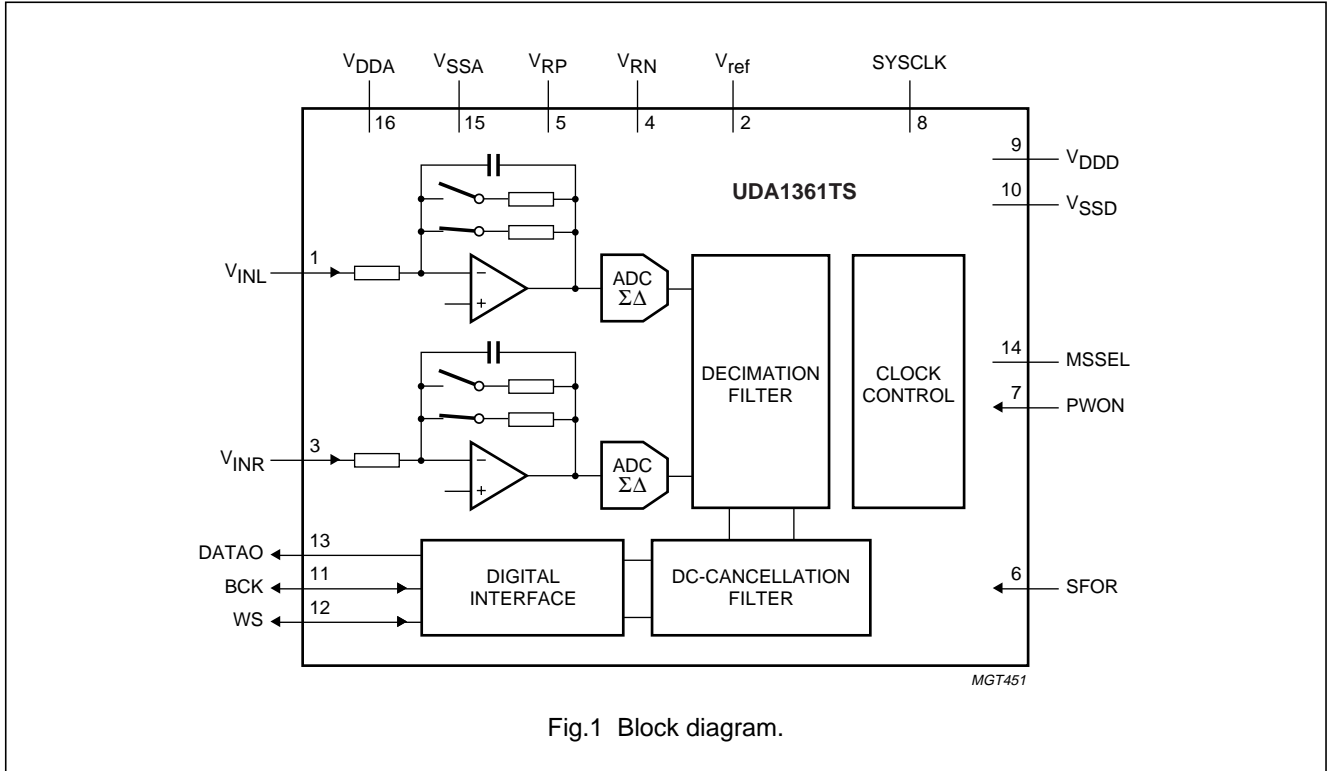 VDDA VSSA VRP VRN Vref SYSCLK
16 15 5 4 2 8
9 VDDD
UDA1361TS
10 VSSD
VINL 1
−
+
ADC
ΣΔ
DECIMATION
FILTER
CLOCK
CONTROL
14 MSSEL
7 PWON
VINR 3
−
+
ADC
ΣΔ
DATAO 13
BCK 11
WS 12
DIGITAL
INTERFACE
DC-CANCELLATION
FILTER
6 SFOR
MGT451
Fig.1 Block diagram.